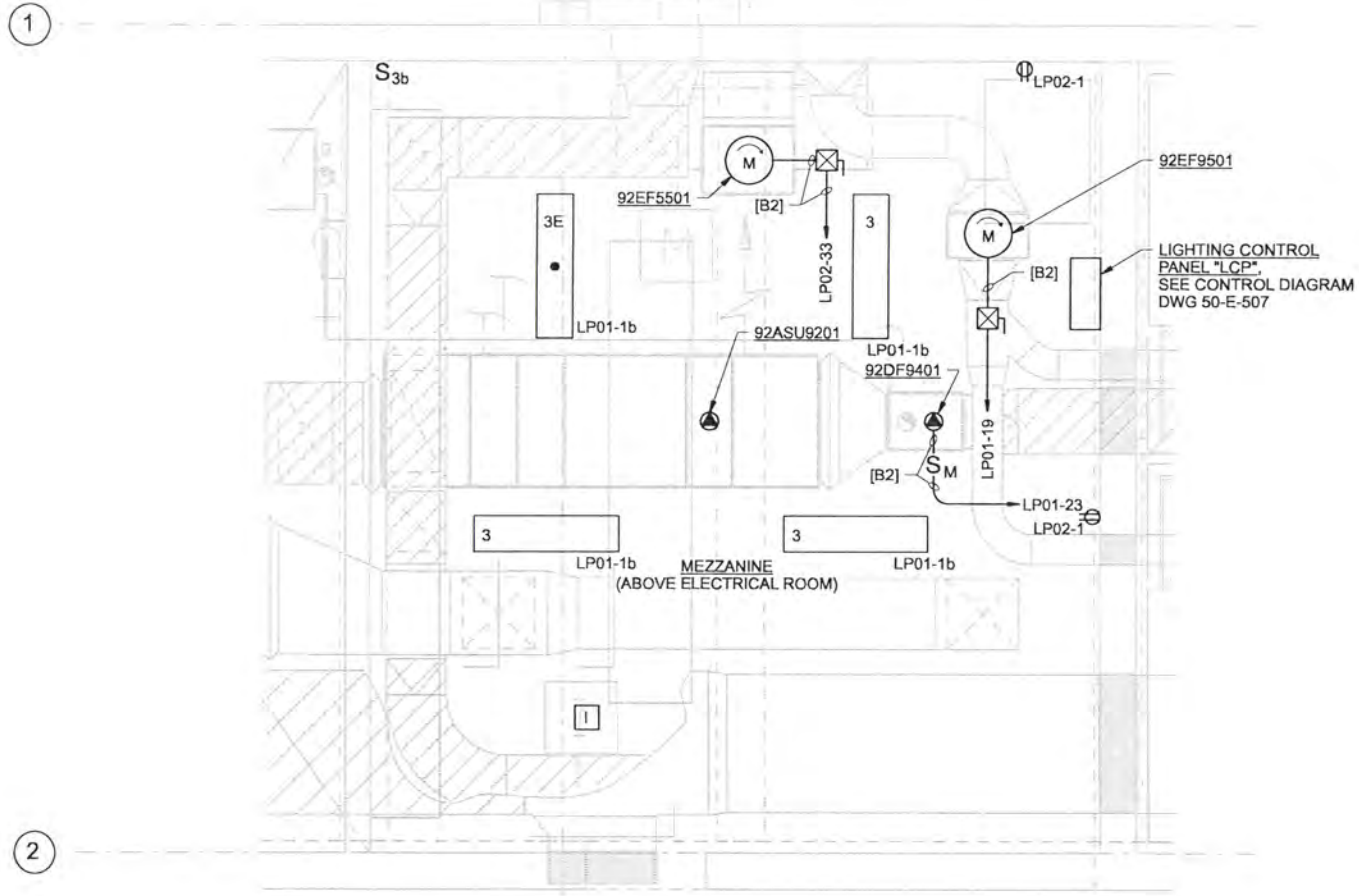 1
S3b
LP02-1
M
92EF9501
92EF5501
[B2]
3E
3
M
LP02-33
[B2]
LIGHTING CONTROL
PANEL "LCP",
SEE CONTROL DIAGRAM
DWG 50-E-507
LP01-1b
92ASU9201
LP01-1b
92DF9401
LP01-19
[B2]
SM
LP01-23
LP02-1
3
3
LP01-1b
MEZZANINE
LP01-1b
(ABOVE ELECTRICAL ROOM)
I
2